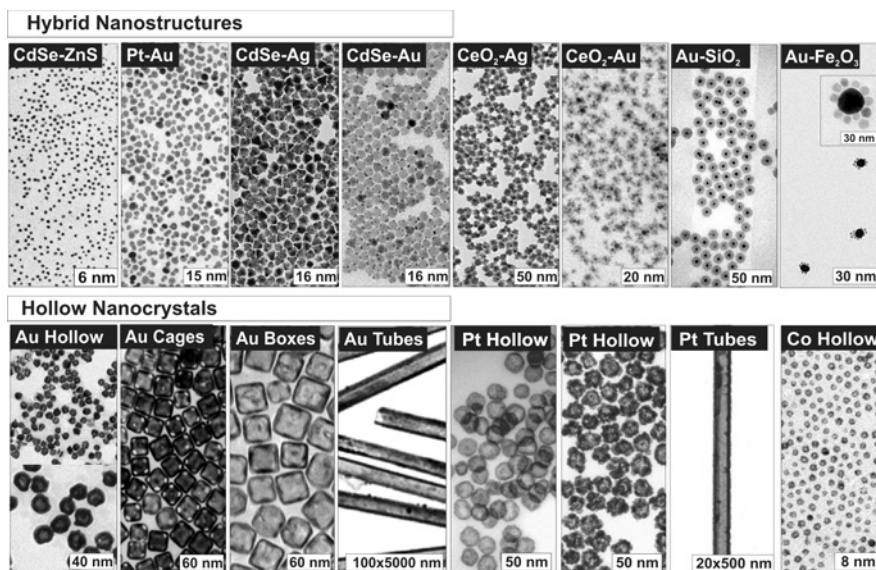 Hybrid Nanostructures
CdSe-ZnS
Pt-Au
CdSe-Ag
CdSe-Au
CeO₂-Ag
CeO₂-Au
Au-SiO₂
Au-Fe₂O₃
30 nm
6 nm
15 nm
16 nm
16 nm
50 nm
20 nm
50 nm
30 nm
Hollow Nanocrystals
Au Hollow
Au Cages
Au Boxes
Au Tubes
Pt Hollow
Pt Hollow
Pt Tubes
Co Hollow
40 nm
60 nm
60 nm
100x5000 nm
50 nm
50 nm
20x500 nm
8 nm